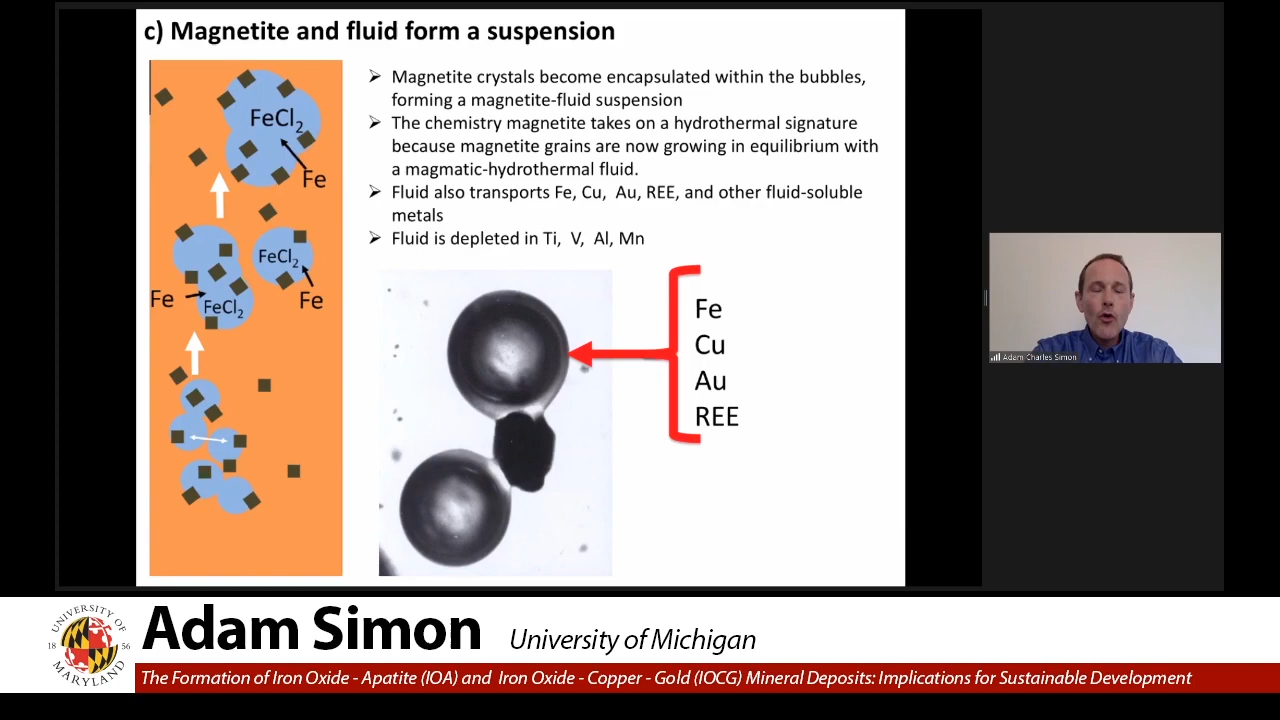 c) Magnetite and fluid form a suspension
FeCl2
Fe
FeCl2
Fe
FeCl2
Fe
➢ Magnetite crystals become encapsulated within the bubbles,
forming a magnetite-fluid suspension
➢ The chemistry magnetite takes on a hydrothermal signature
because magnetite grains are now growing in equilibrium with
a magmatic-hydrothermal fluid.
➢ Fluid also transports Fe, Cu, Au, REE, and other fluid-soluble
metals
➢ Fluid is depleted in Ti, V, Al, Mn
Fe
Cu
Au
REE
Adam Charles Simon
UNIVERSITY OF
18 56
MARYLAND
Adam Simon University of Michigan
The Formation of Iron Oxide - Apatite (IOA) and Iron Oxide - Copper - Gold (IOCG) Mineral Deposits: Implications for Sustainable Development